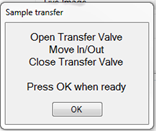 Sample transfer
Open Transfer Valve
Move In/Out
Close Transfer Valve
Press OK when ready
OK